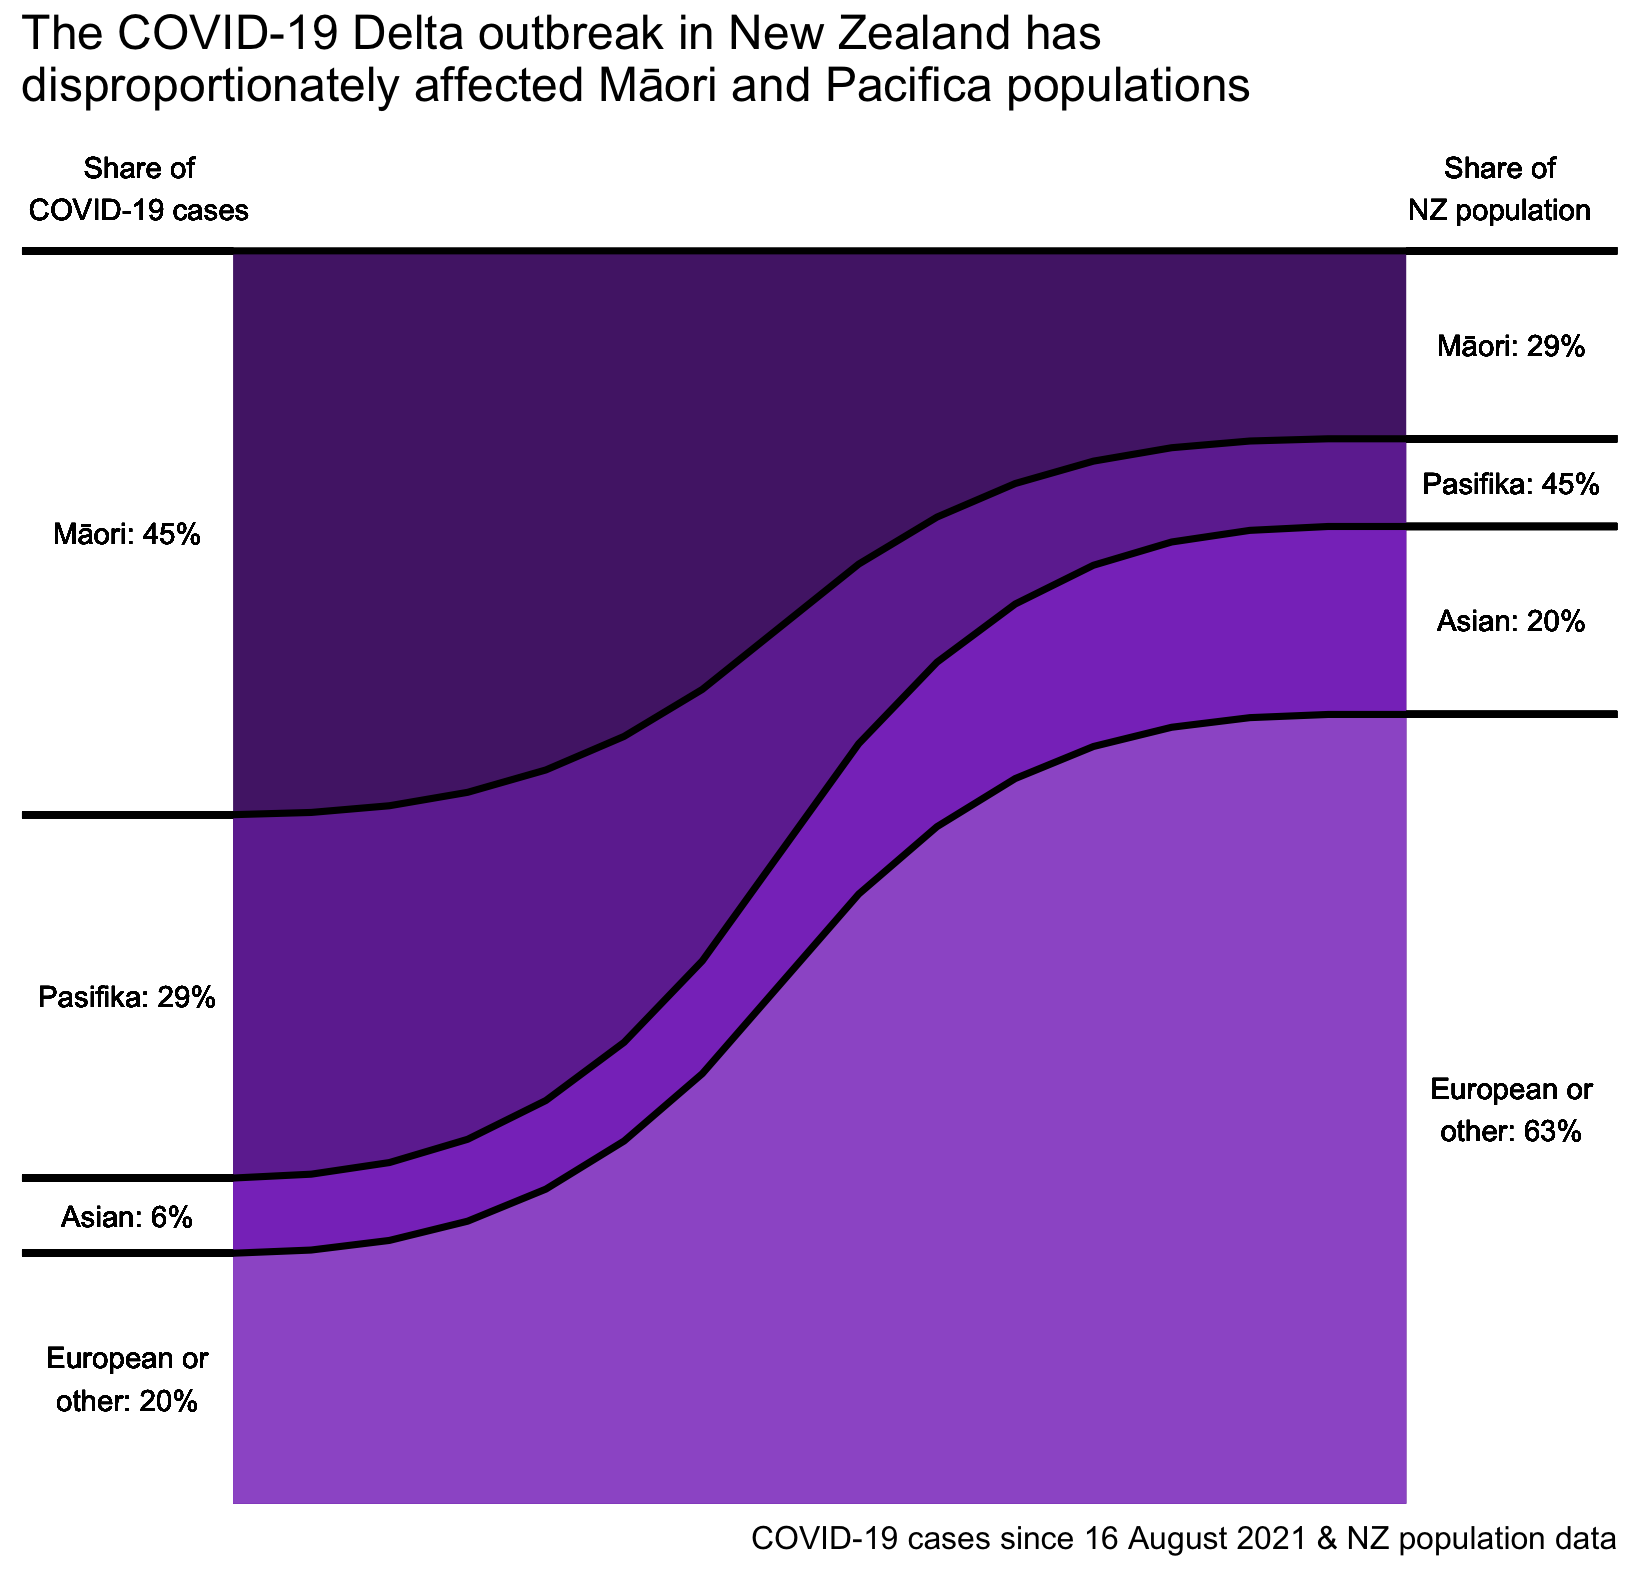 The COVID-19 Delta outbreak in New Zealand has
disproportionately affected Māori and Pacifica populations
Share of
COVID-19 cases
Share of
NZ population
Māori: 45%
Pasifika: 29%
Asian: 6%
European or
other: 20%
Māori: 29%
Pasifika: 45%
Asian: 20%
European or
other: 63%
COVID-19 cases since 16 August 2021 & NZ population data